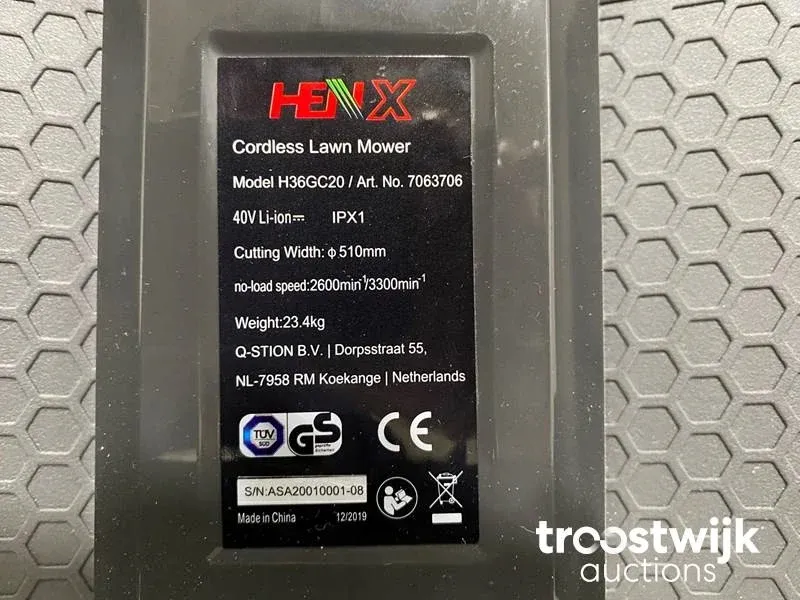 HENX
Cordless Lawn Mower
Model H36GC20 / Art. No. 7063706
40V Li-ion⎓ IPX1
Cutting Width: ϕ 510mm
no-load speed:2600min⁻¹/3300min⁻¹
Weight:23.4kg
Q-STION B.V. | Dorpsstraat 55,
NL-7958 RM Koekange | Netherlands
TÜV
SÜD
GS
geprüfte
Sicherheit
CE
S/N:ASA20010001-08
Made in China 12/2019
troostwijk
auctions